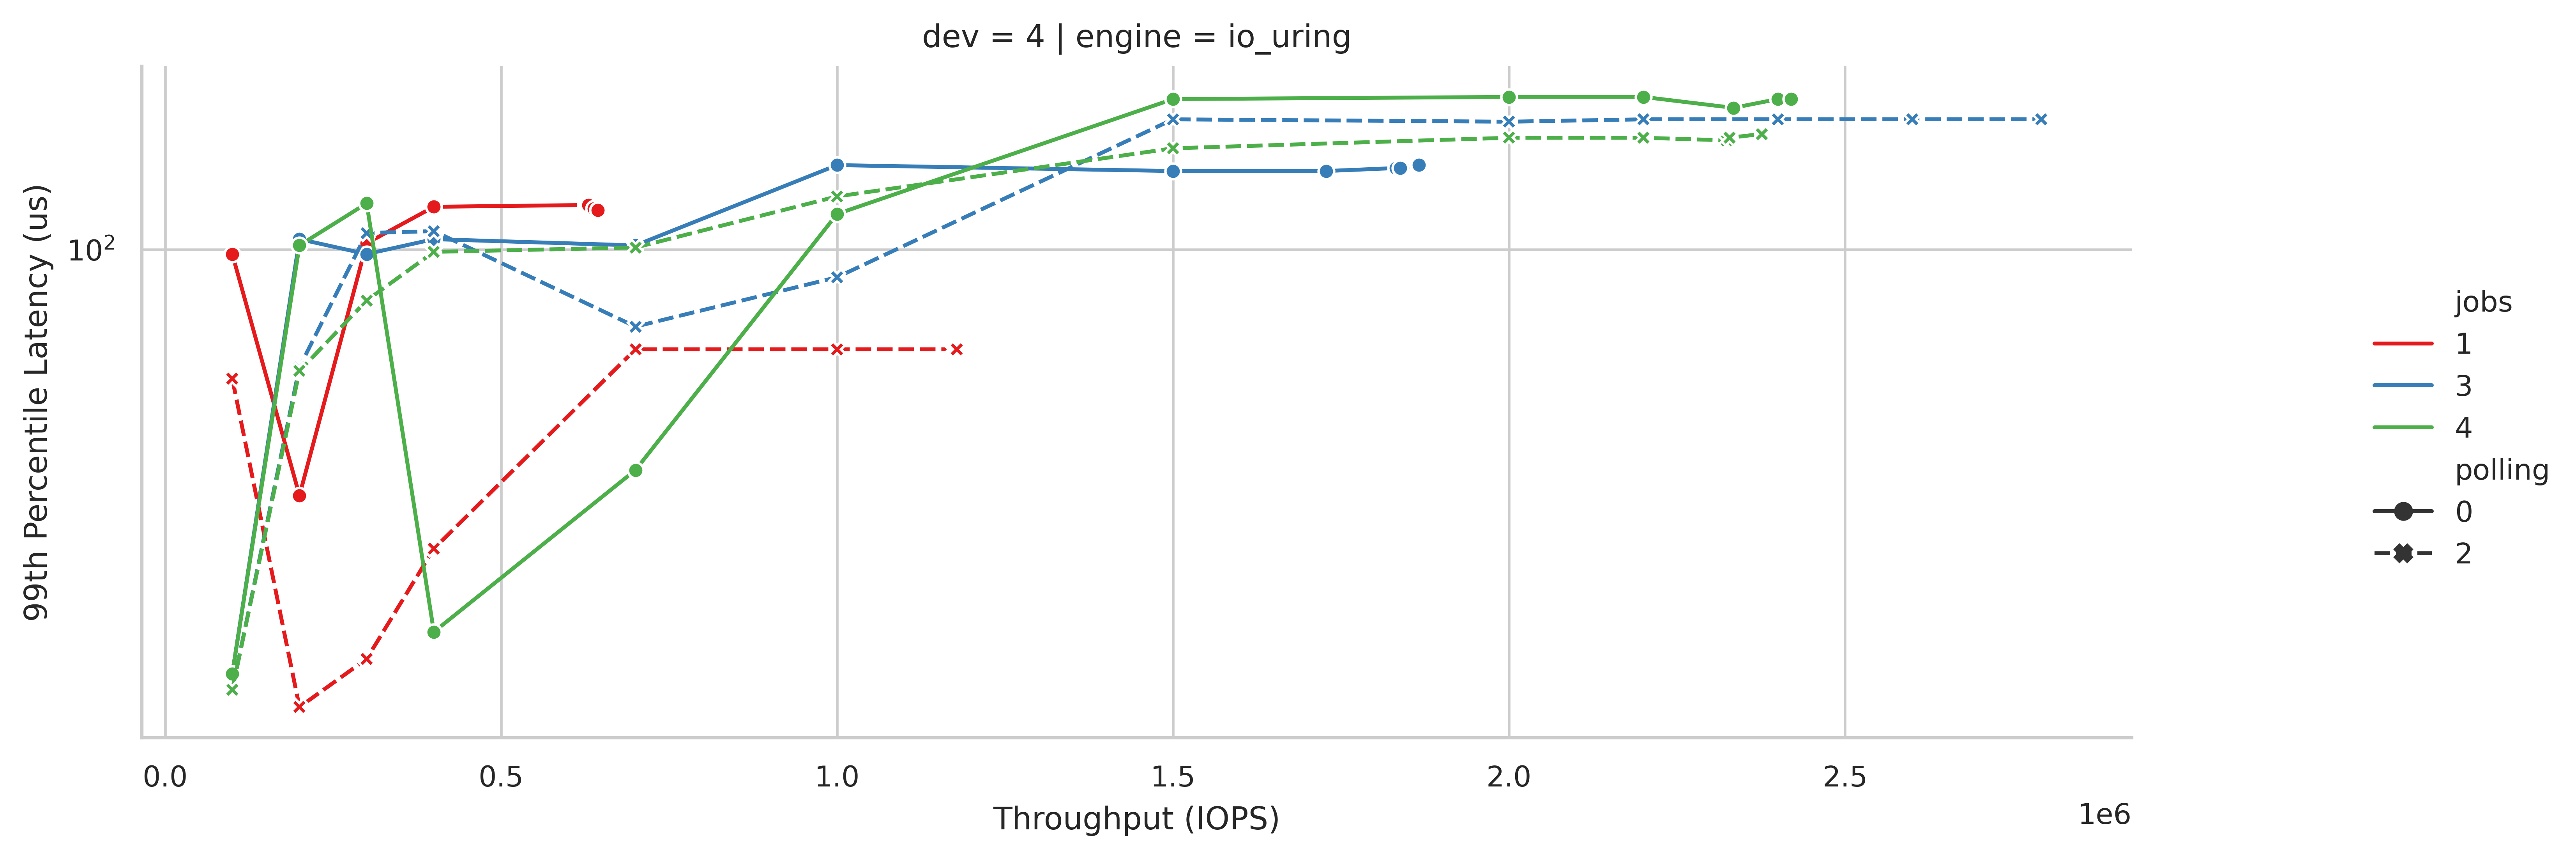 dev = 4 | engine = io_uring
99th Percentile Latency (us)
10²
0.0 0.5 1.0 1.5 2.0 2.5
1e6
Throughput (IOPS)
jobs
1
3
4
polling
0
2